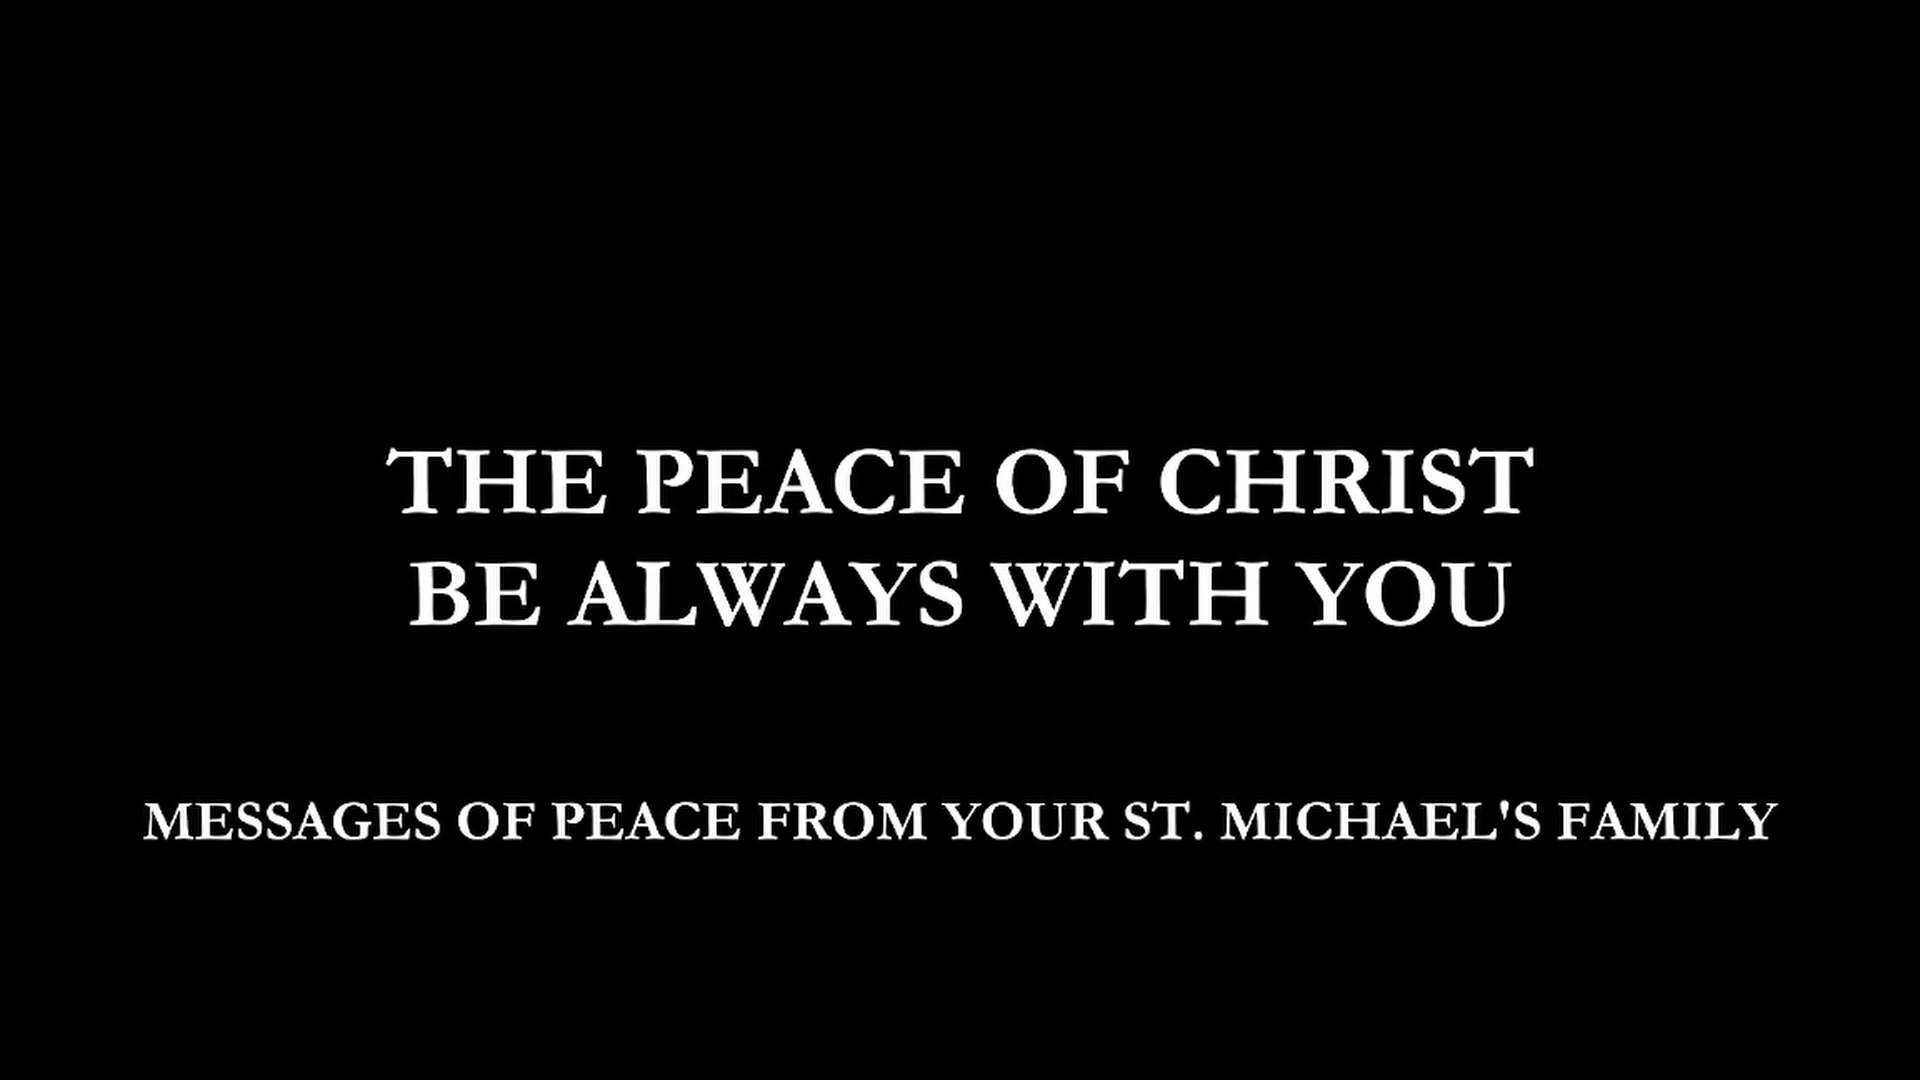 THE PEACE OF CHRIST
BE ALWAYS WITH YOU
MESSAGES OF PEACE FROM YOUR ST. MICHAEL'S FAMILY